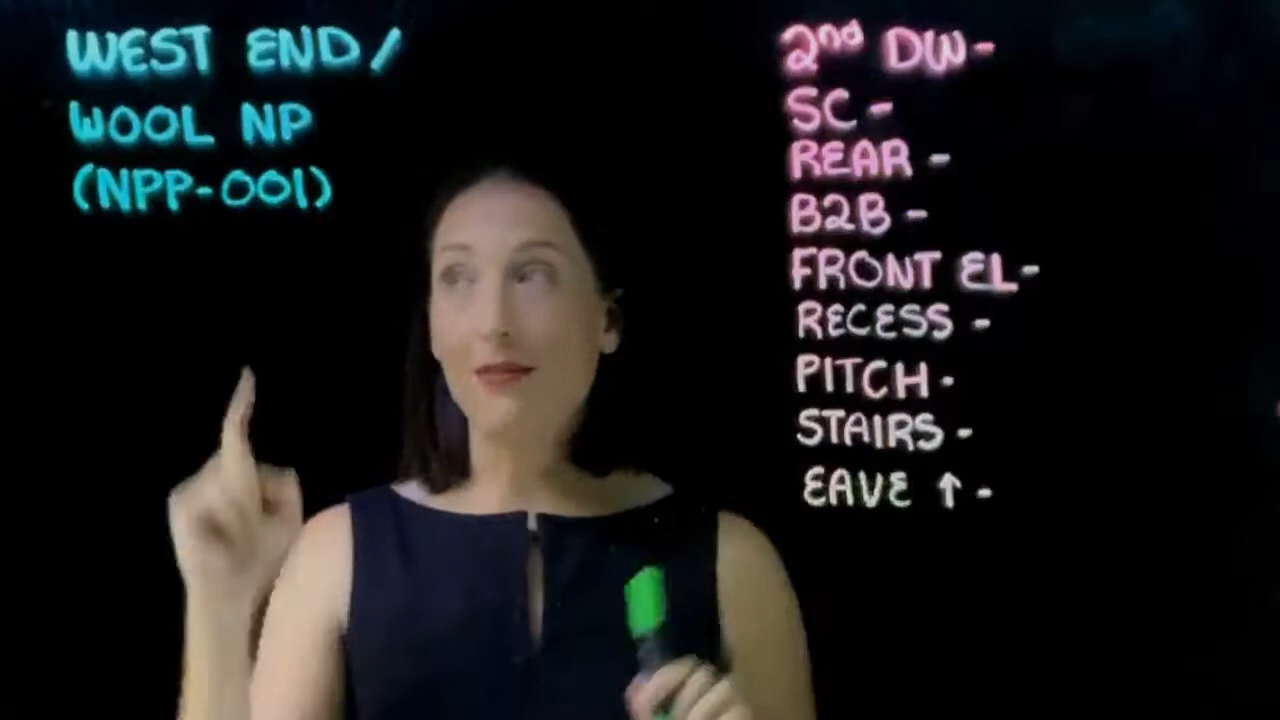 WEST END/
WOOL NP
(NPP-001)
2nd DW-
SC -
REAR -
B2B -
FRONT EL-
RECESS -
PITCH -
STAIRS -
EAVE ↑ -